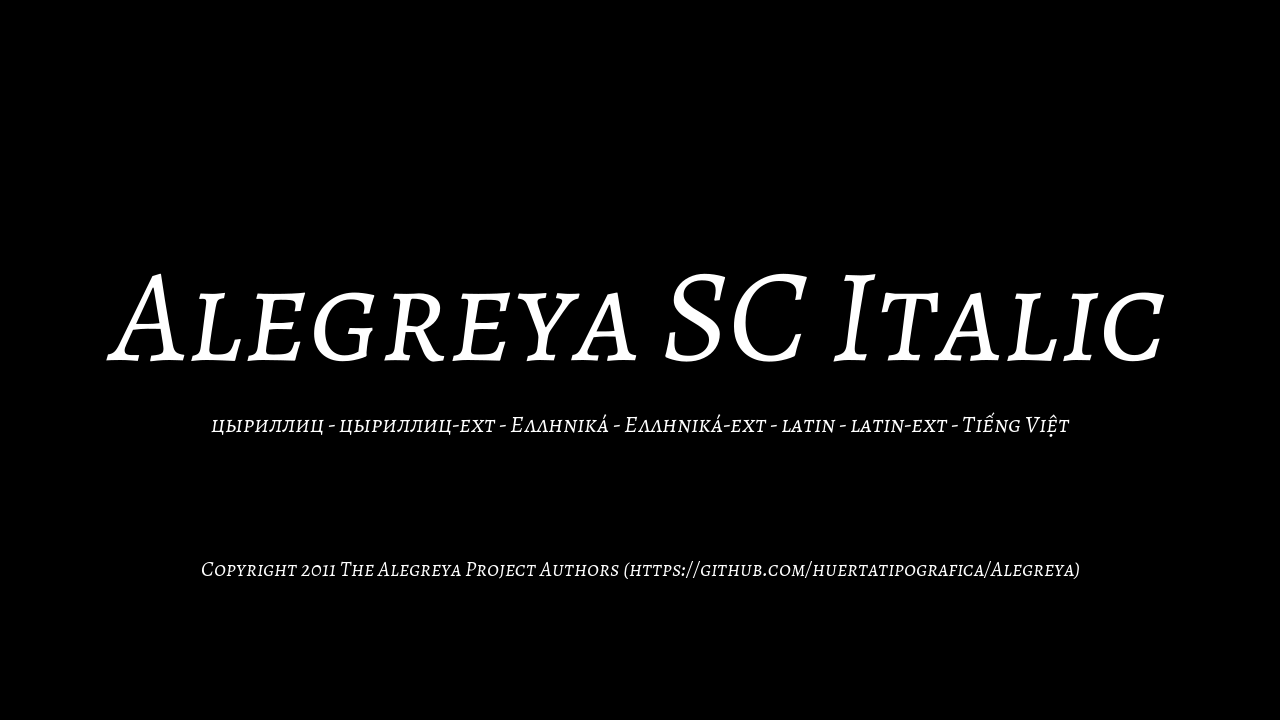 Alegreya SC Italic
цыриллиц - цыриллиц-ext - Ελληνικά - Ελληνικά-ext - latin - latin-ext - Tiếng Việt
Copyright 2011 The Alegreya Project Authors (https://github.com/huertatipografica/Alegreya)